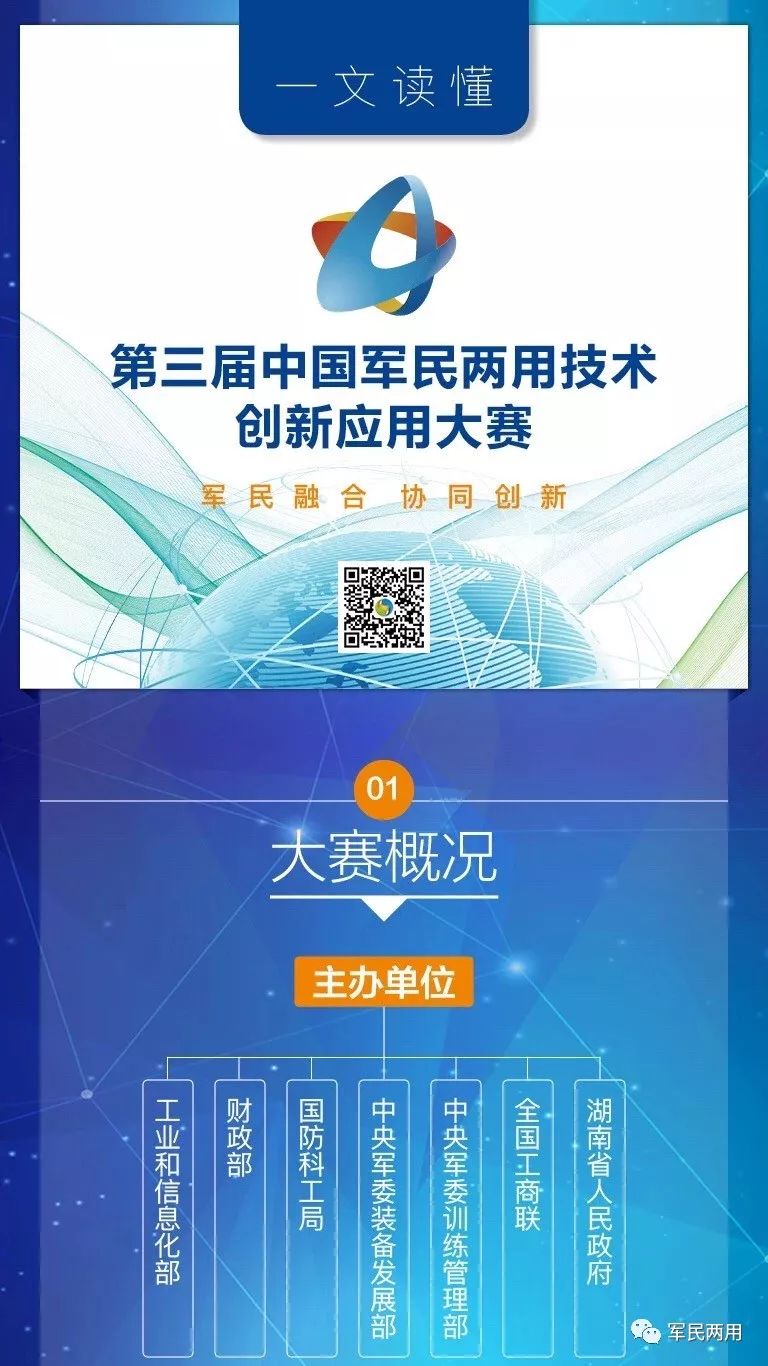 一文读懂
第三届中国军民两用技术
创新应用大赛
军民融合 协同创新
01
大赛概况
主办单位
工业和信息化部
财政部
国防科工局
中央军委装备发展部
中央军委训练管理部
全国工商联
湖南省人民政府
军民两用